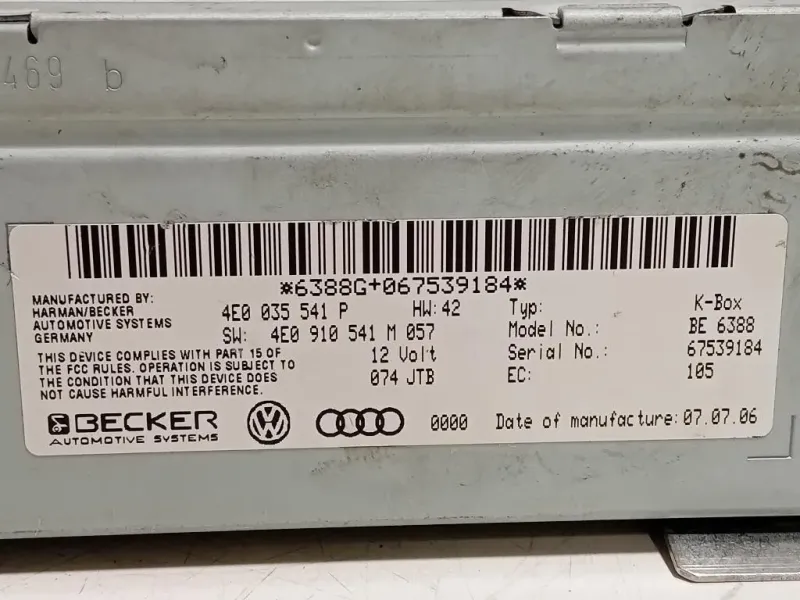 469 b
*6388G+067539184*
MANUFACTURED BY:
HARMAN/BECKER
AUTOMOTIVE SYSTEMS
GERMANY
4E0 035 541 P HW:42
SW: 4E0 910 541 M 057
12 Volt
074 JTB
Typ: K-Box
Model No.: BE 6388
Serial No.: 67539184
EC: 105
THIS DEVICE COMPLIES WITH PART 15 OF
THE FCC RULES. OPERATION IS SUBJECT TO
THE CONDITION THAT THIS DEVICE DOES
NOT CAUSE HARMFUL INTERFERENCE.
BECKER
AUTOMOTIVE SYSTEMS
VW
0000 Date of manufacture: 07.07.06